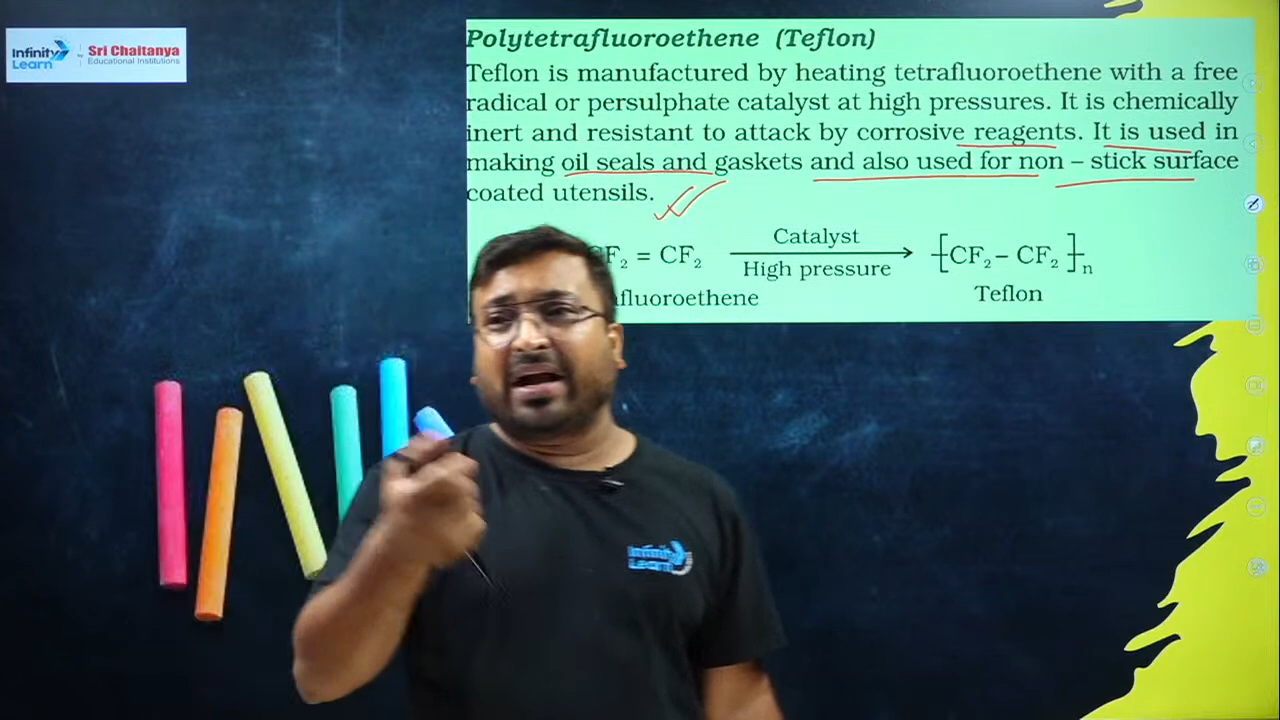 Infinity Learn by Sri Chaitanya Educational Institutions
Polytetrafluoroethene (Teflon)
Teflon is manufactured by heating tetrafluoroethene with a free
radical or persulphate catalyst at high pressures. It is chemically
inert and resistant to attack by corrosive reagents. It is used in
making oil seals and gaskets and also used for non – stick surface
coated utensils.
Catalyst
F₂ = CF₂ [CF₂ – CF₂]n
High pressure
fluoroethene Teflon
Infinity Learn